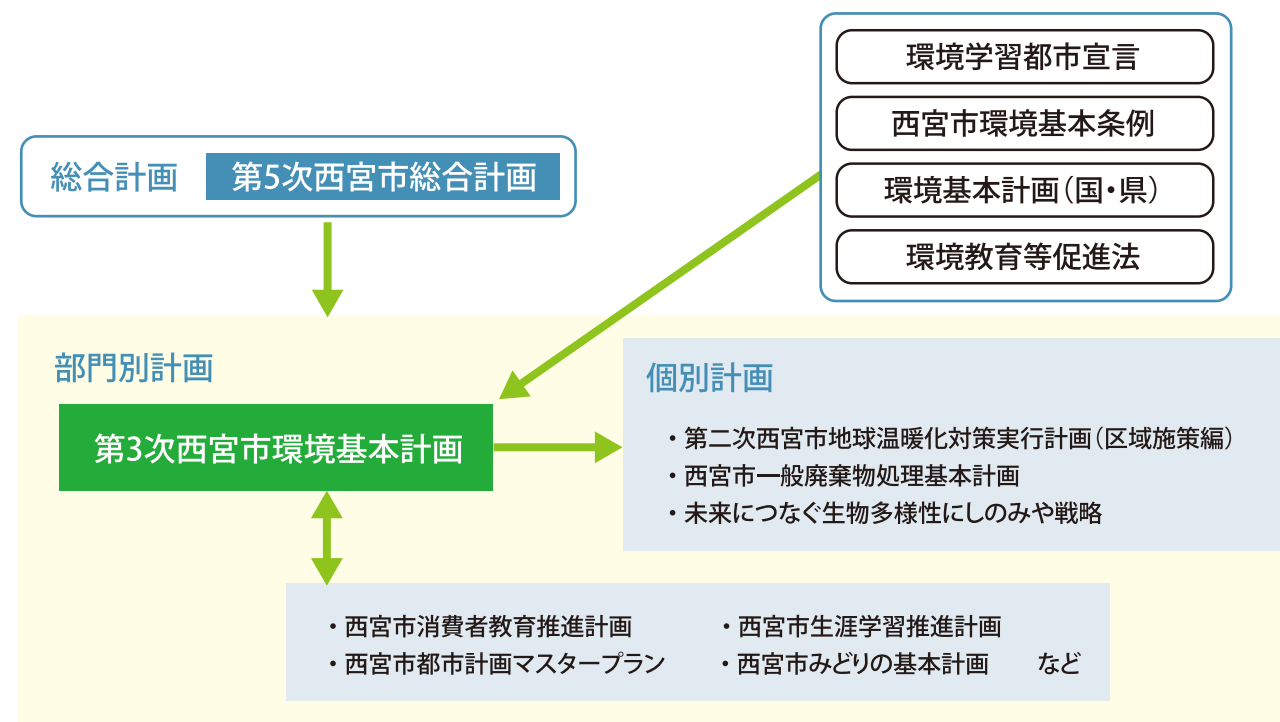 環境学習都市宣言
西宮市環境基本条例
環境基本計画（国・県）
環境教育等促進法
総合計画 第5次西宮市総合計画
部門別計画
第3次西宮市環境基本計画
個別計画
・第二次西宮市地球温暖化対策実行計画（区域施策編）
・西宮市一般廃棄物処理基本計画
・未来につなぐ生物多様性にしのみや戦略
・西宮市消費者教育推進計画 ・西宮市生涯学習推進計画
・西宮市都市計画マスタープラン ・西宮市みどりの基本計画 など